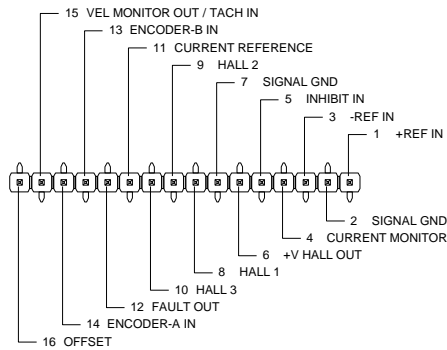 15 VEL MONITOR OUT / TACH IN
13 ENCODER-B IN
11 CURRENT REFERENCE
9 HALL 2
7 SIGNAL GND
5 INHIBIT IN
3 -REF IN
1 +REF IN
2 SIGNAL GND
4 CURRENT MONITOR
6 +V HALL OUT
8 HALL 1
10 HALL 3
12 FAULT OUT
14 ENCODER-A IN
16 OFFSET